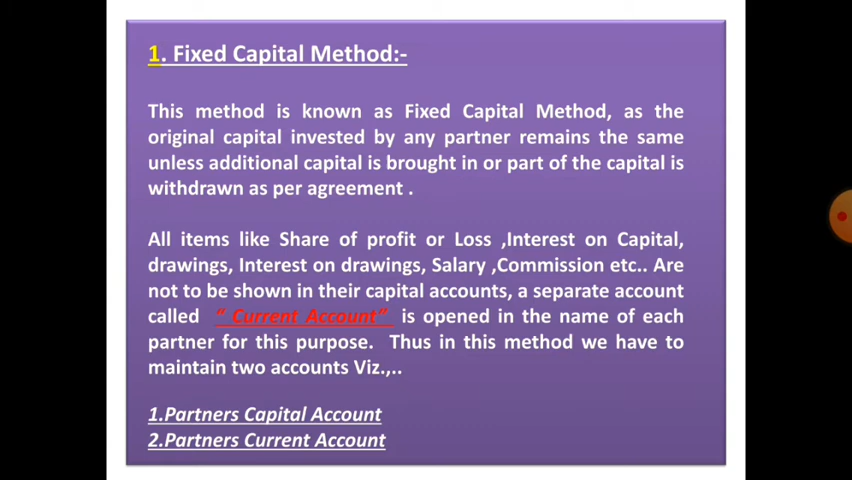 1. Fixed Capital Method:-
This method is known as Fixed Capital Method, as the
original capital invested by any partner remains the same
unless additional capital is brought in or part of the capital is
withdrawn as per agreement .
All items like Share of profit or Loss ,Interest on Capital,
drawings, Interest on drawings, Salary ,Commission etc.. Are
not to be shown in their capital accounts, a separate account
called " Current Account" is opened in the name of each
partner for this purpose. Thus in this method we have to
maintain two accounts Viz.,..
1.Partners Capital Account
2.Partners Current Account